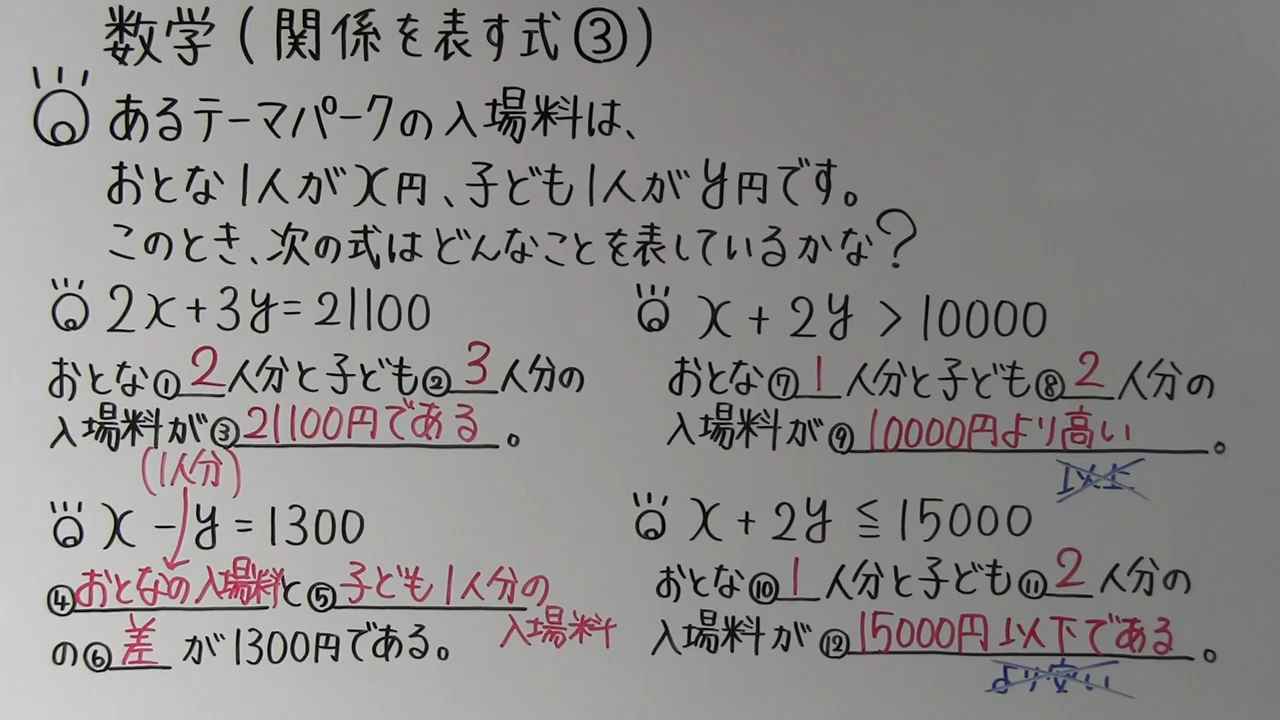 数学(関係を表す式③)
あるテーマパークの入場料は、
おとな1人がx円、子ども1人がy円です。
このとき、次の式はどんなことを表しているかな?
2x+3y=21100
おとな①2人分と子ども②3人分の
入場料が③21100円である。
(1人分)
x-y=1300
④おとなの入場料と⑤子ども1人分の
入場料
の⑥差が1300円である。
x+2y>10000
おとな⑦1人分と子ども⑧2人分の
入場料が⑨10000円より高い。
以上
x+2y≦15000
おとな⑩1人分と子ども⑪2人分の
入場料が⑫15000円以下である。
より安い